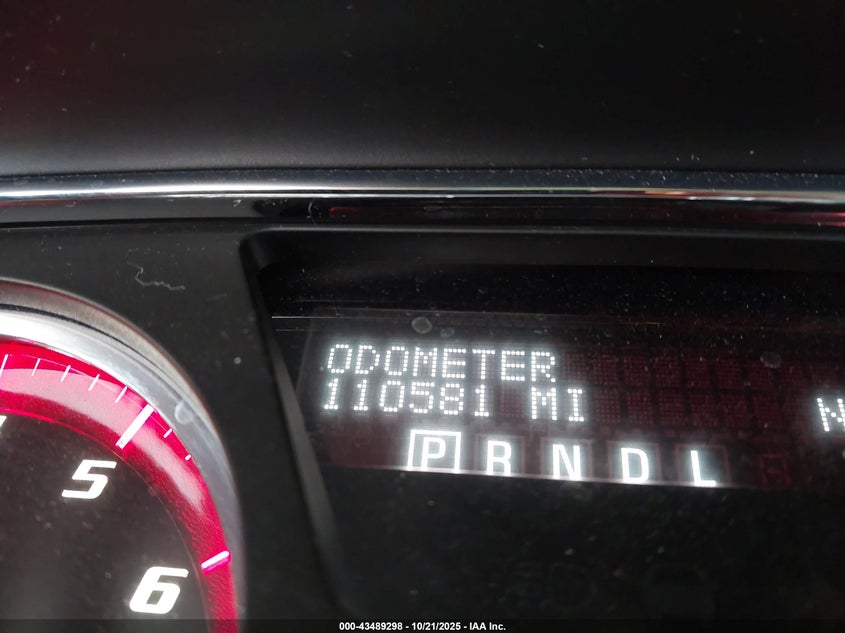 ODOMETER
110581 MI
N
P R N D L
5
6
000-43489298 - 10/21/2025 - IAA Inc.